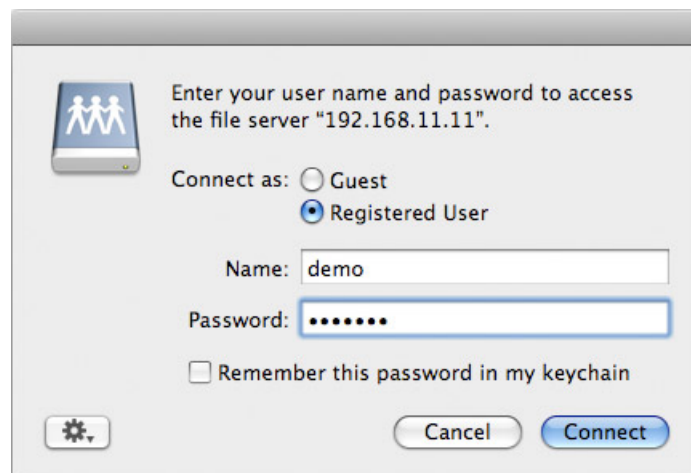 Enter your user name and password to access
the file server “192.168.11.11”.
Connect as: Guest
Registered User
Name: demo
Password: •••••••
Remember this password in my keychain
Cancel Connect